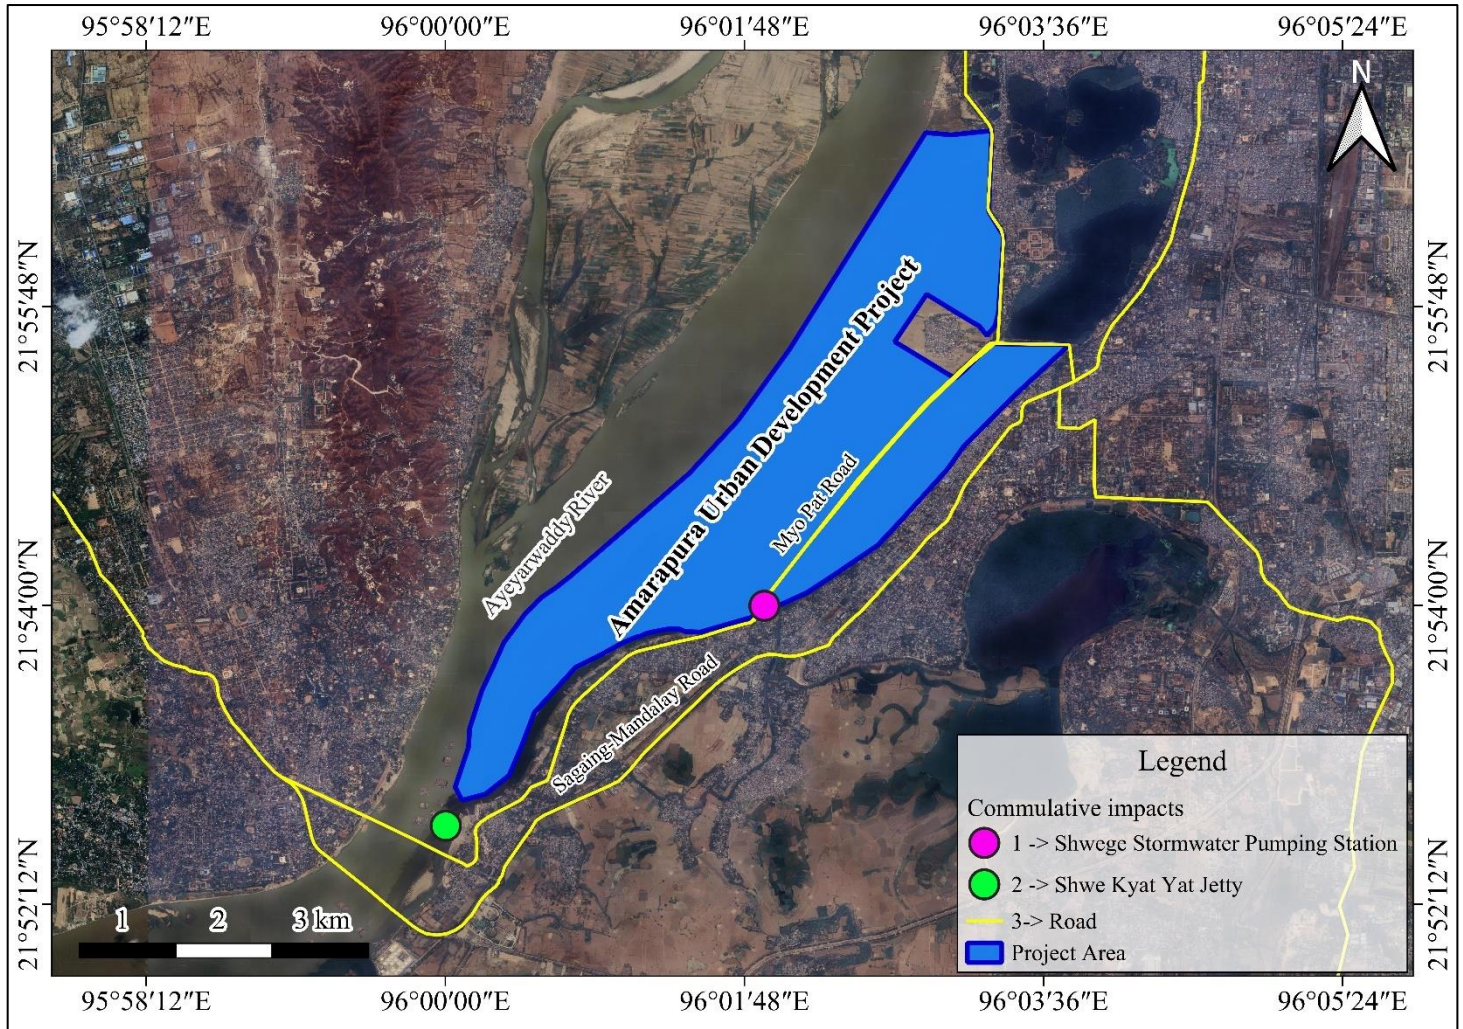 95°58′12″E 96°00′00″E 96°01′48″E 96°03′36″E 96°05′24″E
N
21°55′48″N
21°54′00″N
21°52′12″N
Amarapura Urban Development Project
Ayeyarwaddy River
Myo Pat Road
Sagaing-Mandalay Road
21°55′48″N
21°54′00″N
21°52′12″N
Legend
Commulative impacts
1 -> Shwege Stormwater Pumping Station
2 -> Shwe Kyat Yat Jetty
3-> Road
Project Area
1 2 3 km
95°58′12″E 96°00′00″E 96°01′48″E 96°03′36″E 96°05′24″E